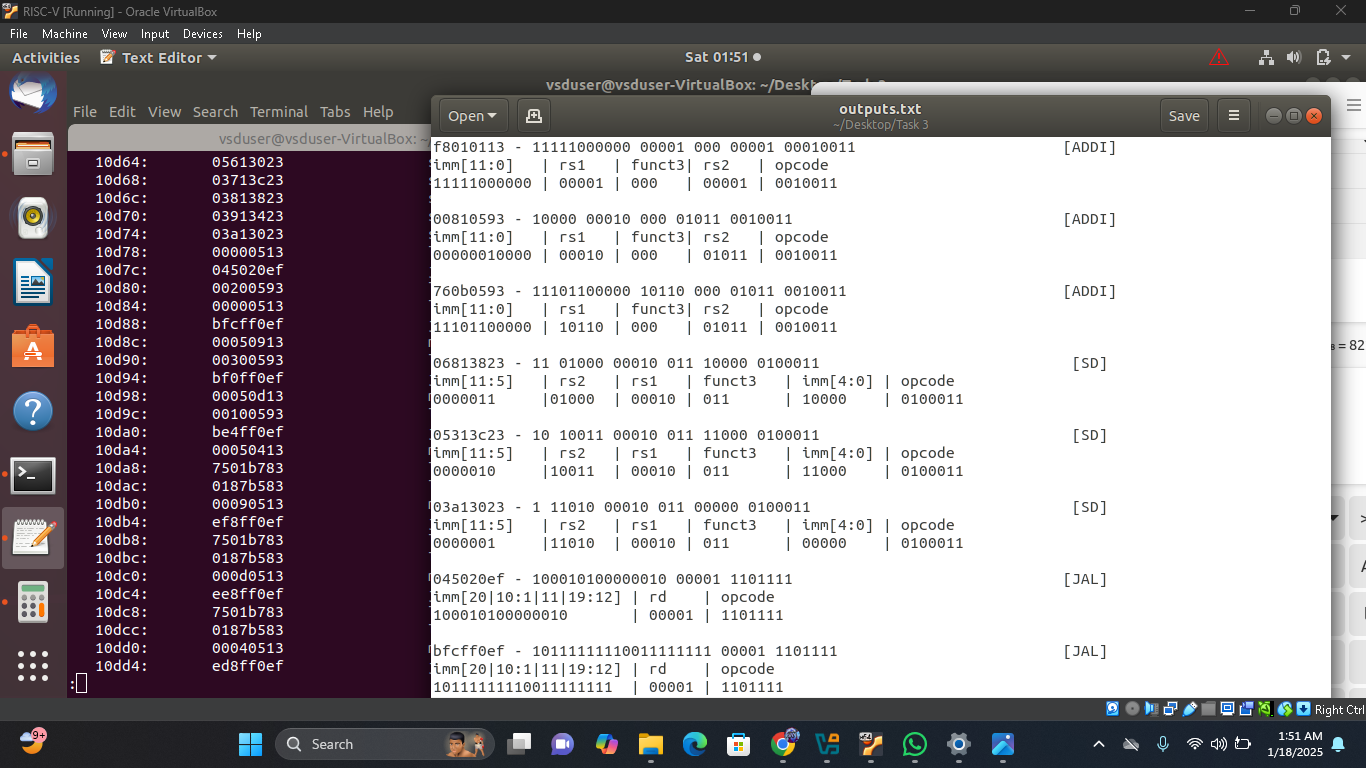 RISC-V [Running] - Oracle VirtualBox
File Machine View Input Devices Help
Activities Text Editor Sat 01:51
vsduser@vsduser-VirtualBox: ~/Desktop/Task 3
File Edit View Search Terminal Tabs Help
vsduser@vsduser-VirtualBox: ~/
10d64: 05613023
10d68: 03713c23
10d6c: 03813823
10d70: 03913423
10d74: 03a13023
10d78: 00000513
10d7c: 045020ef
10d80: 00200593
10d84: 00000513
10d88: bfcff0ef
10d8c: 00050913
10d90: 00300593
10d94: bf0ff0ef
10d98: 00050d13
10d9c: 00100593
10da0: be4ff0ef
10da4: 00050413
10da8: 7501b783
10dac: 0187b583
10db0: 00090513
10db4: ef8ff0ef
10db8: 7501b783
10dbc: 0187b583
10dc0: 000d0513
10dc4: ee8ff0ef
10dc8: 7501b783
10dcc: 0187b583
10dd0: 00040513
10dd4: ed8ff0ef
:
Open outputs.txt Save
~/Desktop/Task 3
f8010113 - 11111000000 00001 000 00001 00010011 [ADDI]
imm[11:0] | rs1 | funct3| rs2 | opcode
11111000000 | 00001 | 000 | 00001 | 0010011
00810593 - 10000 00010 000 01011 0010011 [ADDI]
imm[11:0] | rs1 | funct3| rs2 | opcode
00000010000 | 00010 | 000 | 01011 | 0010011
760b0593 - 11101100000 10110 000 01011 0010011 [ADDI]
imm[11:0] | rs1 | funct3| rs2 | opcode
11101100000 | 10110 | 000 | 01011 | 0010011
06813823 - 11 01000 00010 011 10000 0100011 [SD]
imm[11:5] | rs2 | rs1 | funct3 | imm[4:0] | opcode
0000011 |01000 | 00010 | 011 | 10000 | 0100011
05313c23 - 10 10011 00010 011 11000 0100011 [SD]
imm[11:5] | rs2 | rs1 | funct3 | imm[4:0] | opcode
0000010 |10011 | 00010 | 011 | 11000 | 0100011
03a13023 - 1 11010 00010 011 00000 0100011 [SD]
imm[11:5] | rs2 | rs1 | funct3 | imm[4:0] | opcode
0000001 |11010 | 00010 | 011 | 00000 | 0100011
045020ef - 100010100000010 00001 1101111 [JAL]
imm[20|10:1|11|19:12] | rd | opcode
100010100000010 | 00001 | 1101111
bfcff0ef - 10111111110011111111 00001 1101111 [JAL]
imm[20|10:1|11|19:12] | rd | opcode
10111111110011111111 | 00001 | 1101111
= 82
Right Ctrl
9+
Search
1:51 AM
1/18/2025